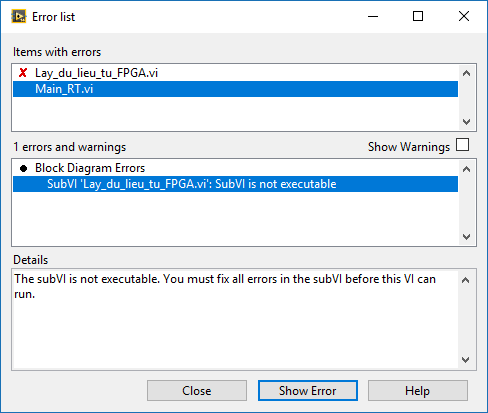 Error list
Items with errors
Lay_du_lieu_tu_FPGA.vi
Main_RT.vi
1 errors and warnings Show Warnings
Block Diagram Errors
SubVI 'Lay_du_lieu_tu_FPGA.vi': SubVI is not executable
Details
The subVI is not executable. You must fix all errors in the subVI before this VI can
run.
Close Show Error Help